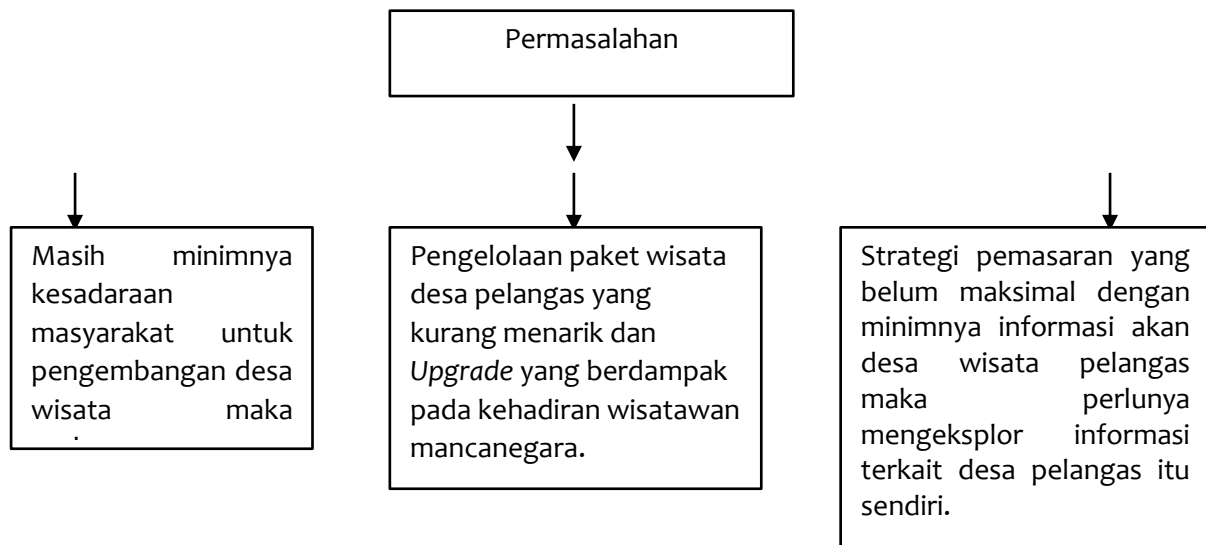 Permasalahan
Masih minimnya
kesadaraan
masyarakat untuk
pengembangan desa
wisata maka
Pengelolaan paket wisata
desa pelangas yang
kurang menarik dan
Upgrade yang berdampak
pada kehadiran wisatawan
mancanegara.
Strategi pemasaran yang
belum maksimal dengan
minimnya informasi akan
desa wisata pelangas
maka perlunya
mengeksplor informasi
terkait desa pelangas itu
sendiri.